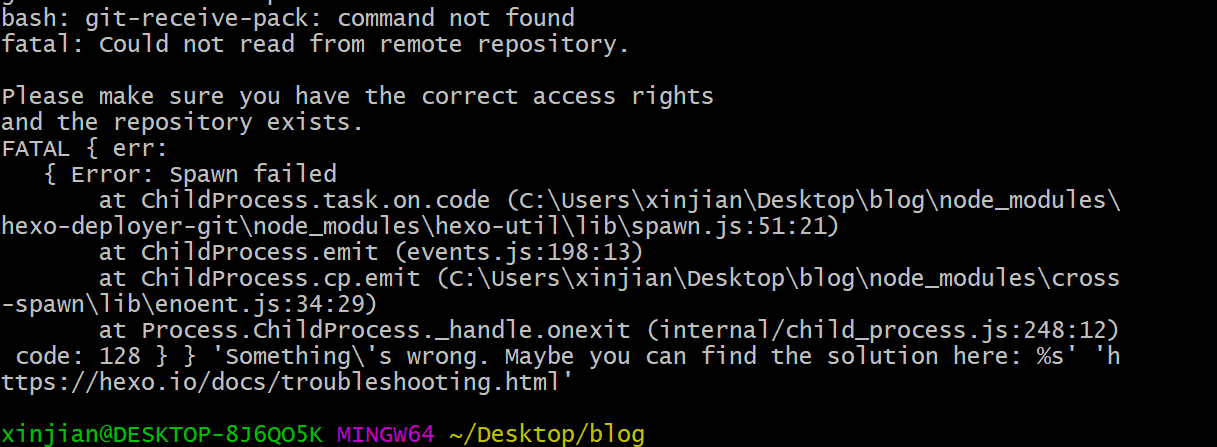 bash: git-receive-pack: command not found
fatal: Could not read from remote repository.
Please make sure you have the correct access rights
and the repository exists.
FATAL { err:
   { Error: Spawn failed
       at ChildProcess.task.on.code (C:\Users\xinjian\Desktop\blog\node_modules\
hexo-deployer-git\node_modules\hexo-util\lib\spawn.js:51:21)
       at ChildProcess.emit (events.js:198:13)
       at ChildProcess.cp.emit (C:\Users\xinjian\Desktop\blog\node_modules\cross
-spawn\lib\enoent.js:34:29)
       at Process.ChildProcess._handle.onexit (internal/child_process.js:248:12)
 code: 128 } } 'Something\'s wrong. Maybe you can find the solution here: %s' 'h
ttps://hexo.io/docs/troubleshooting.html'
xinjian@DESKTOP-8J6QO5K MINGW64 ~/Desktop/blog